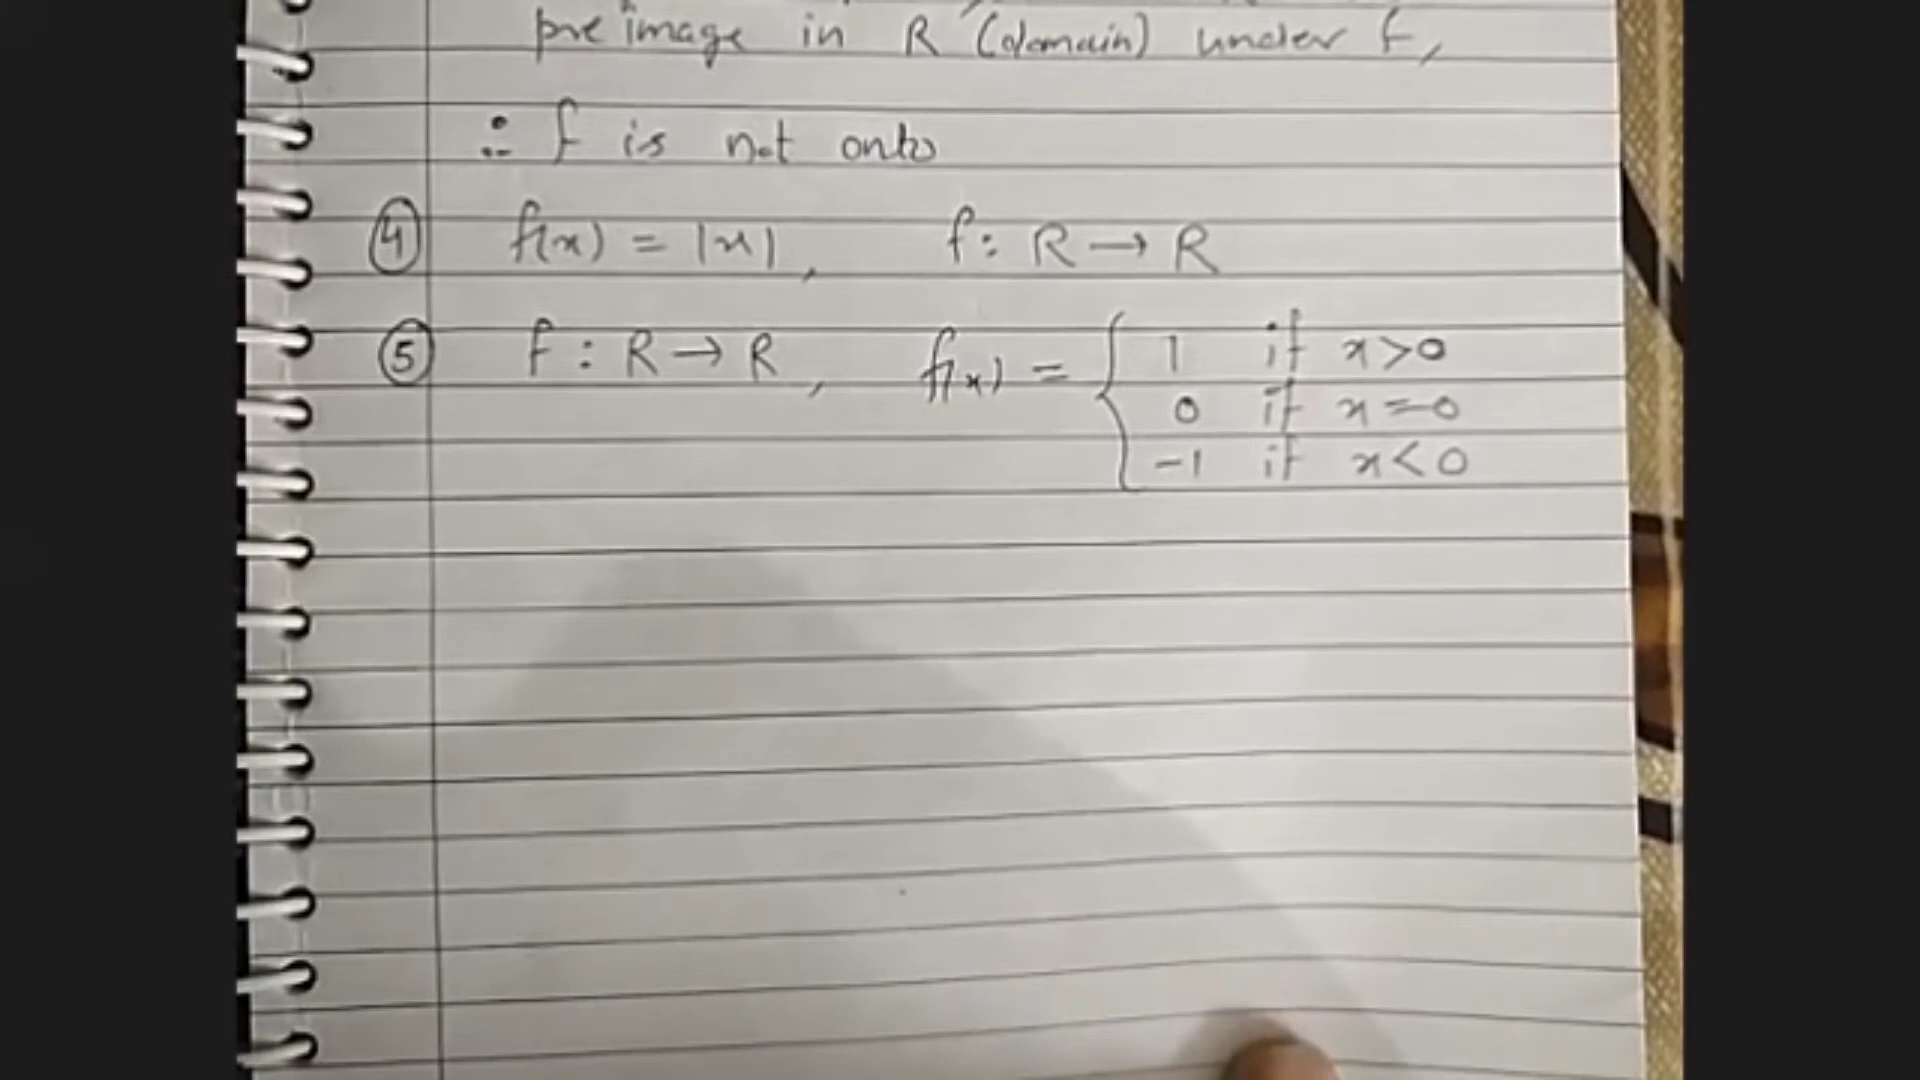 pre image in R (domain) under f,
∴ f is not onto
④ f(x) = |x|, f: R → R
⑤ f : R → R, f(x) = { 1 if x>0
0 if x=0
-1 if x<0